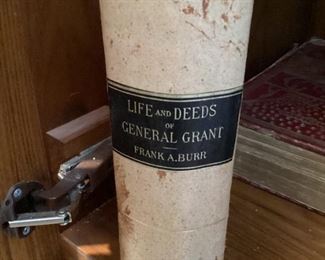 LIFE AND DEEDS
OF
GENERAL GRANT
FRANK A. BURR